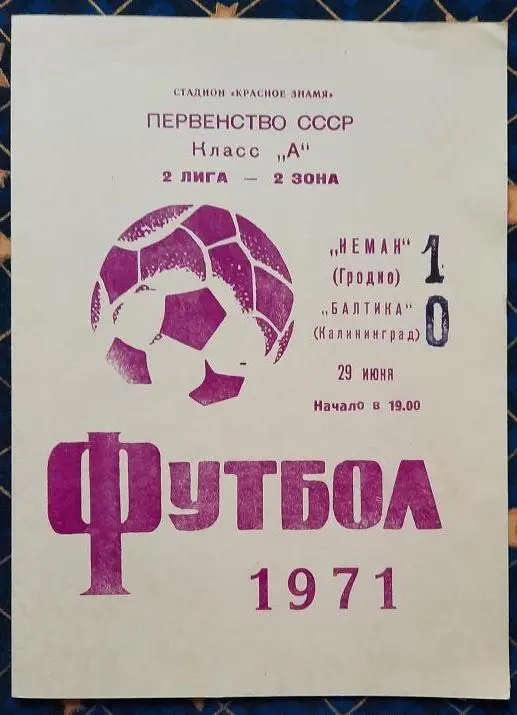 СТАДИОН «КРАСНОЕ ЗНАМЯ»
ПЕРВЕНСТВО СССР
Класс „А"
2 ЛИГА — 2 ЗОНА
„НЕМАН" 1
(Гродно)
„БАЛТИКА" 0
(Калининград)
29 июня
Начало в 19.00
ФУТБОЛ
1971